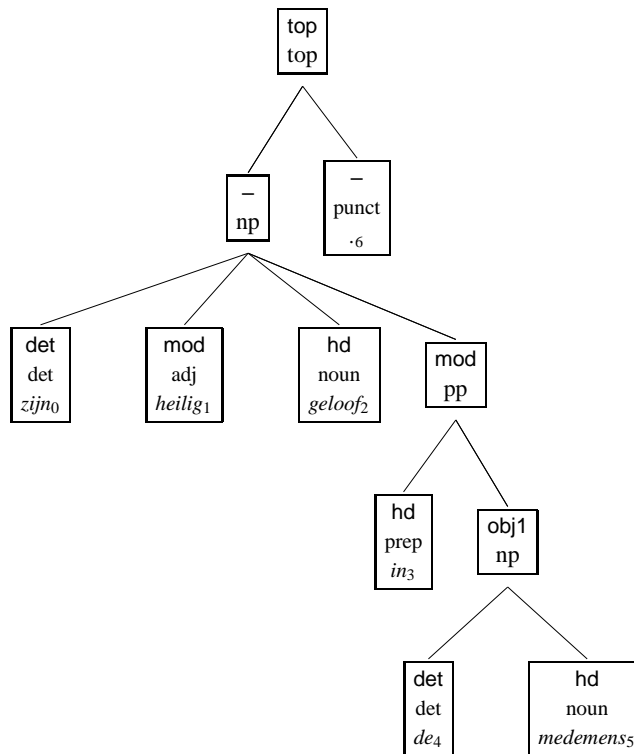 top
top
–
np
–
punct
.6
det
det
zijn0
mod
adj
heilig1
hd
noun
geloof2
mod
pp
hd
prep
in3
obj1
np
det
det
de4
hd
noun
medemens5